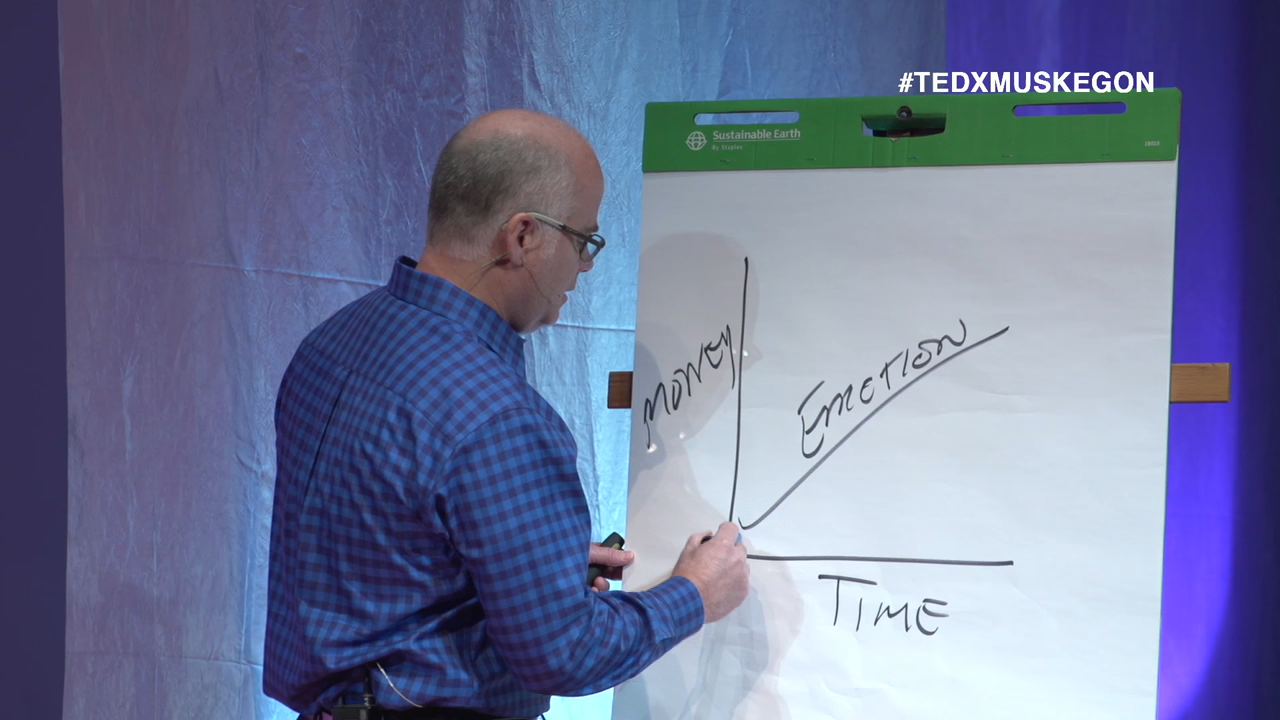 #TEDXMUSKEGON
Sustainable Earth
By Staples
MONEY
EMOTION
TIME